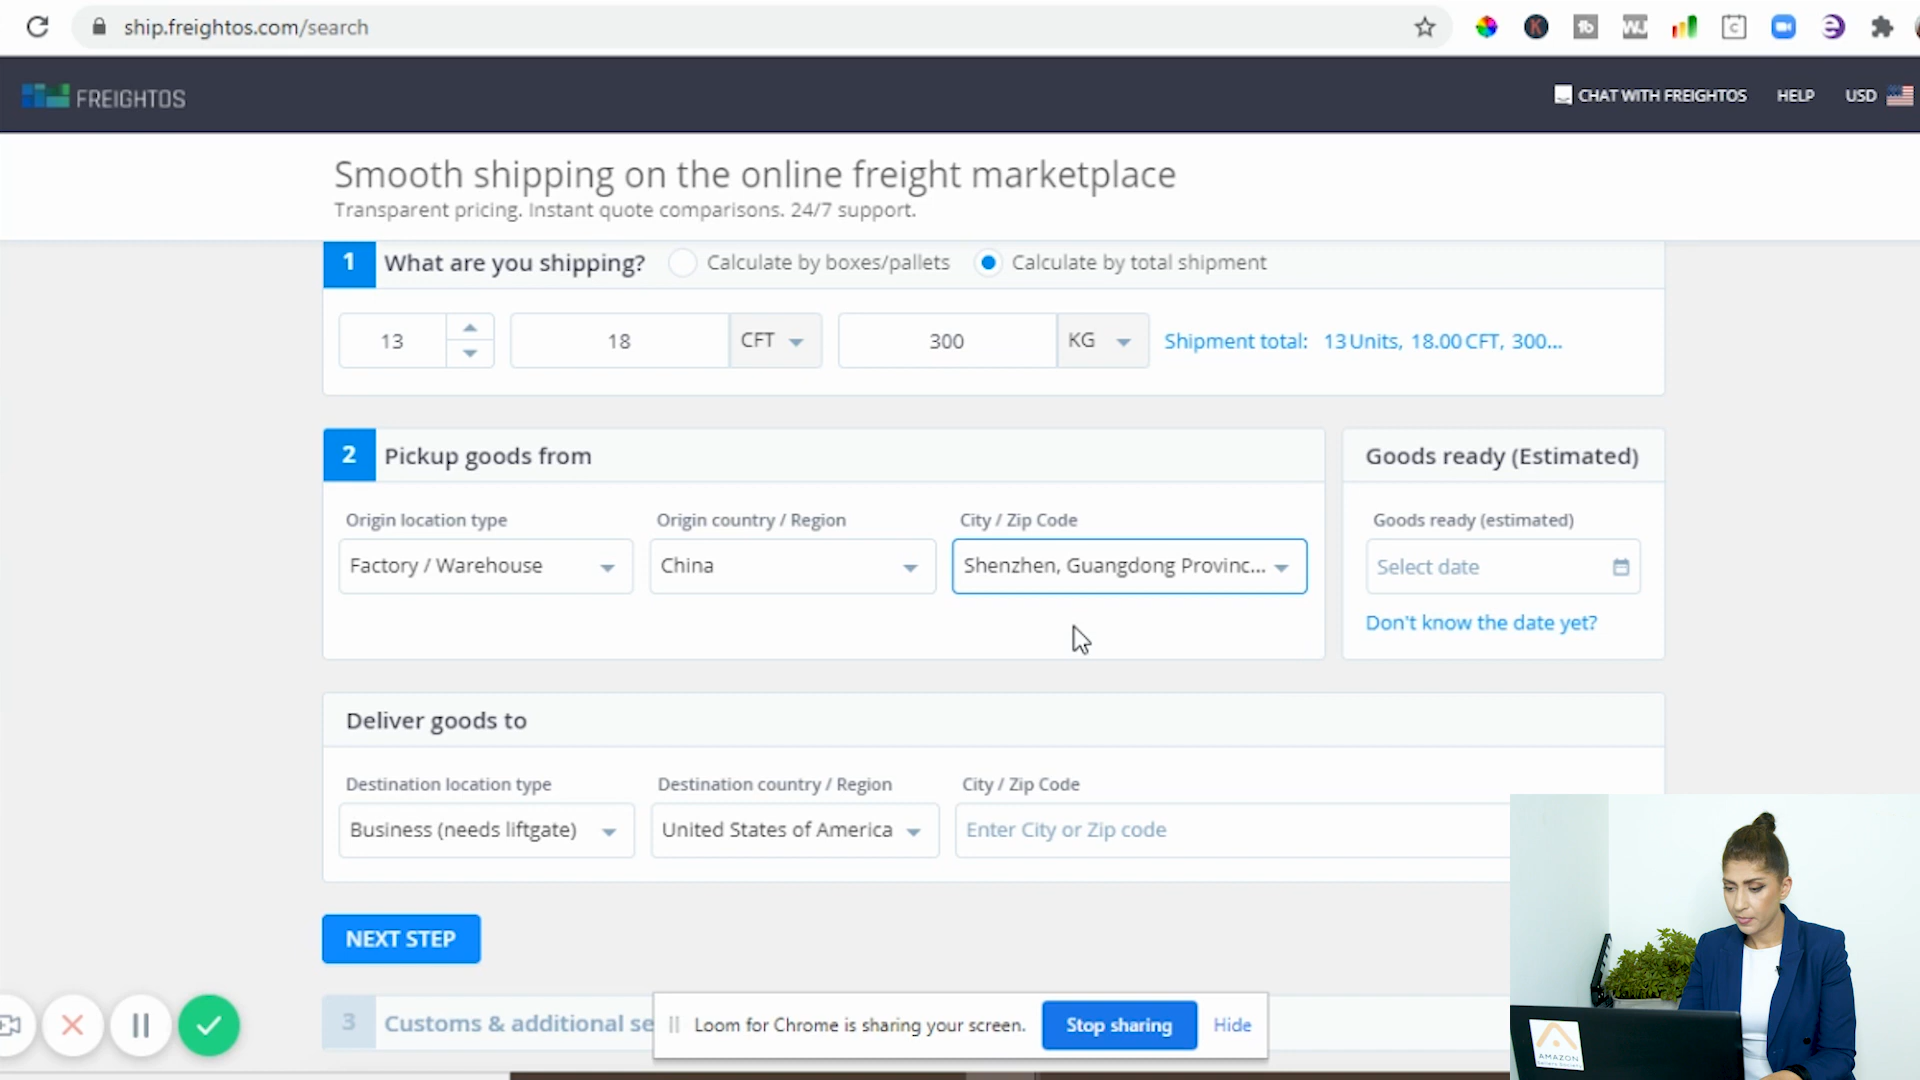 ship.freightos.com/search
FREIGHTOS
CHAT WITH FREIGHTOS HELP USD
Smooth shipping on the online freight marketplace
Transparent pricing. Instant quote comparisons. 24/7 support.
1 What are you shipping? Calculate by boxes/pallets Calculate by total shipment
13 18 CFT 300 KG Shipment total: 13 Units, 18.00 CFT, 300...
2 Pickup goods from
Goods ready (Estimated)
Origin location type Origin country / Region City / Zip Code
Goods ready (estimated)
Factory / Warehouse China Shenzhen, Guangdong Provinc...
Select date
Don't know the date yet?
Deliver goods to
Destination location type Destination country / Region City / Zip Code
Business (needs liftgate) United States of America Enter City or Zip code
NEXT STEP
3 Customs & additional se
Loom for Chrome is sharing your screen. Stop sharing Hide
AMAZON